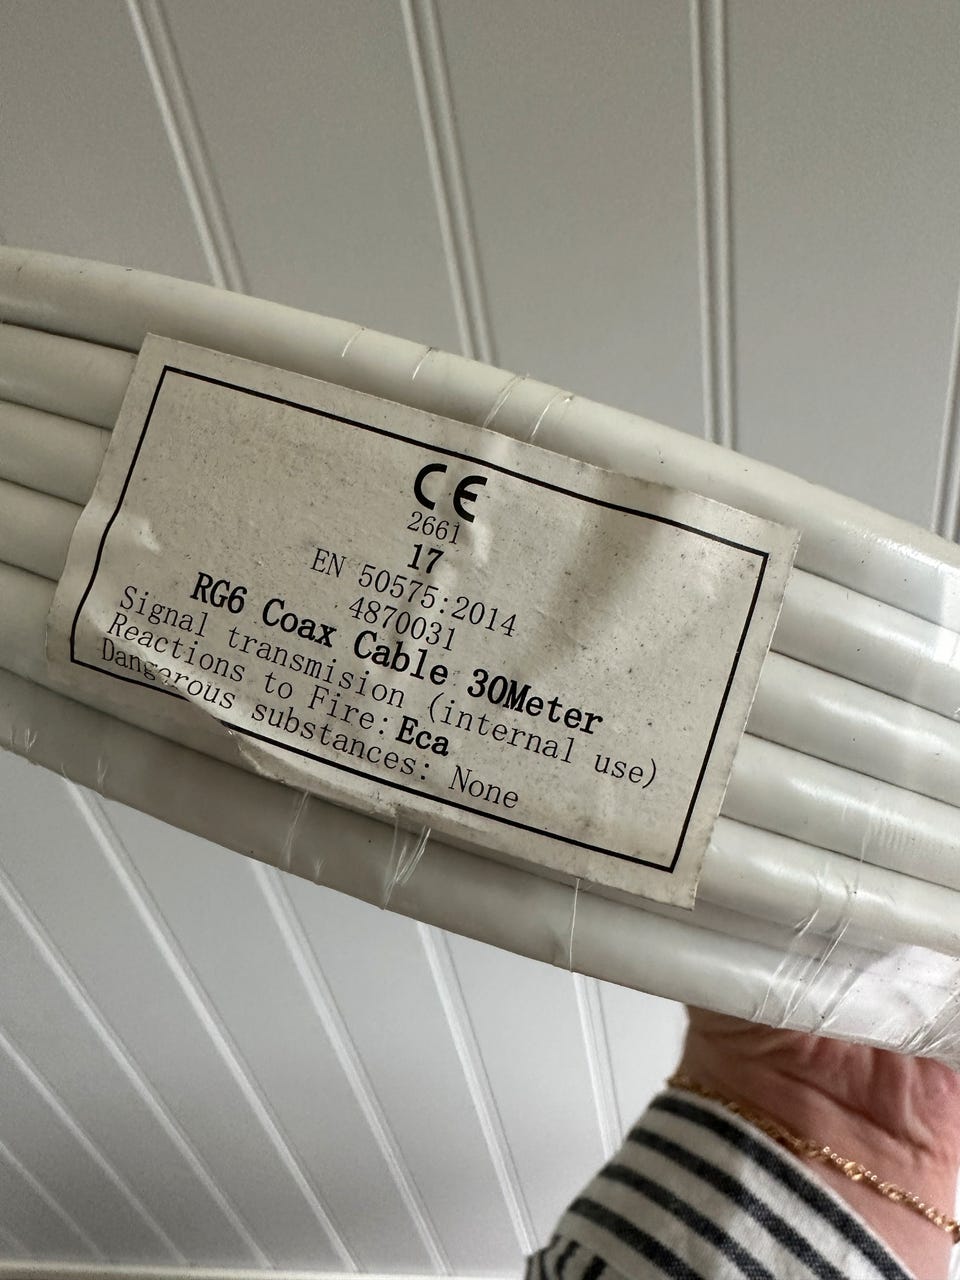 CE
2661
17
EN 50575:2014
4870031
RG6 Coax Cable 30Meter
Signal transmision (internal use)
Reactions to Fire: Eca
Dangerous substances: None